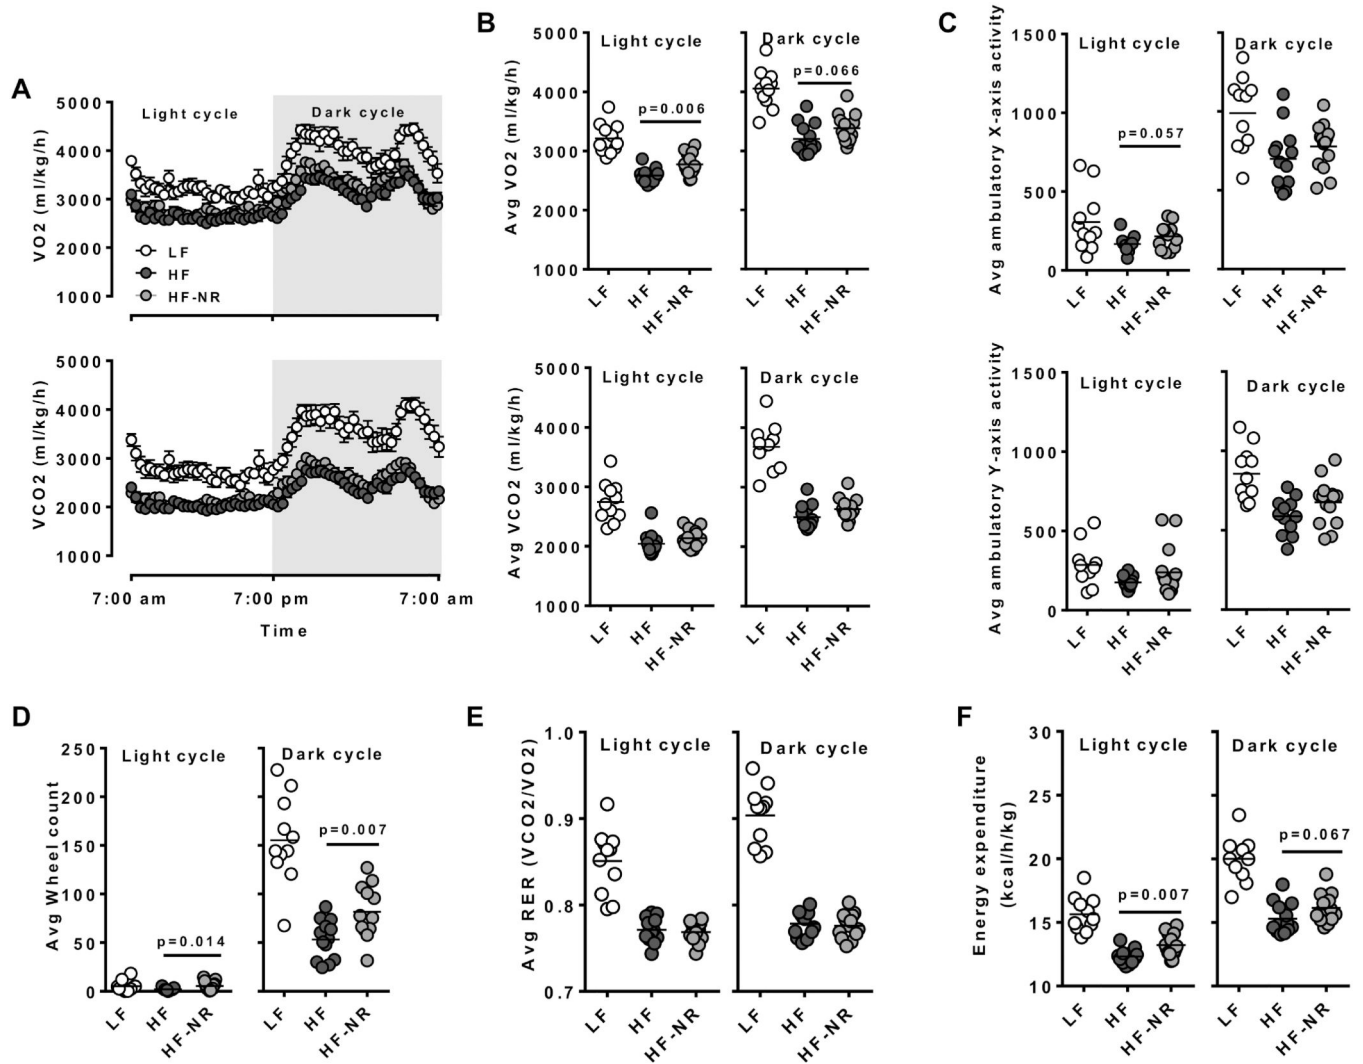 A
VO2 (ml/kg/h)
5000
4000
3000
2000
1000
Light cycle
Dark cycle
LF
HF
HF-NR
VCO2 (ml/kg/h)
5000
4000
3000
2000
1000
7:00 am
7:00 pm
7:00 am
Time
B
Avg VO2 (ml/kg/h)
5000
4000
3000
2000
1000
Light cycle
p=0.006
LF
HF
HF-NR
Dark cycle
p=0.066
LF
HF
HF-NR
Avg VCO2 (ml/kg/h)
5000
4000
3000
2000
1000
Light cycle
LF
HF
HF-NR
Dark cycle
LF
HF
HF-NR
C
Avg ambulatory X-axis activity
1500
1000
500
0
Light cycle
p=0.057
LF
HF
HF-NR
Dark cycle
LF
HF
HF-NR
Avg ambulatory Y-axis activity
1500
1000
500
0
Light cycle
LF
HF
HF-NR
Dark cycle
LF
HF
HF-NR
D
Avg Wheel count
250
200
150
100
50
0
Light cycle
p=0.014
LF
HF
HF-NR
Dark cycle
p=0.007
LF
HF
HF-NR
E
Avg RER (VCO2/VO2)
1.0
0.9
0.8
0.7
Light cycle
LF
HF
HF-NR
Dark cycle
LF
HF
HF-NR
F
Energy expenditure
(kcal/h/kg)
30
25
20
15
10
Light cycle
p=0.007
LF
HF
HF-NR
Dark cycle
p=0.067
LF
HF
HF-NR